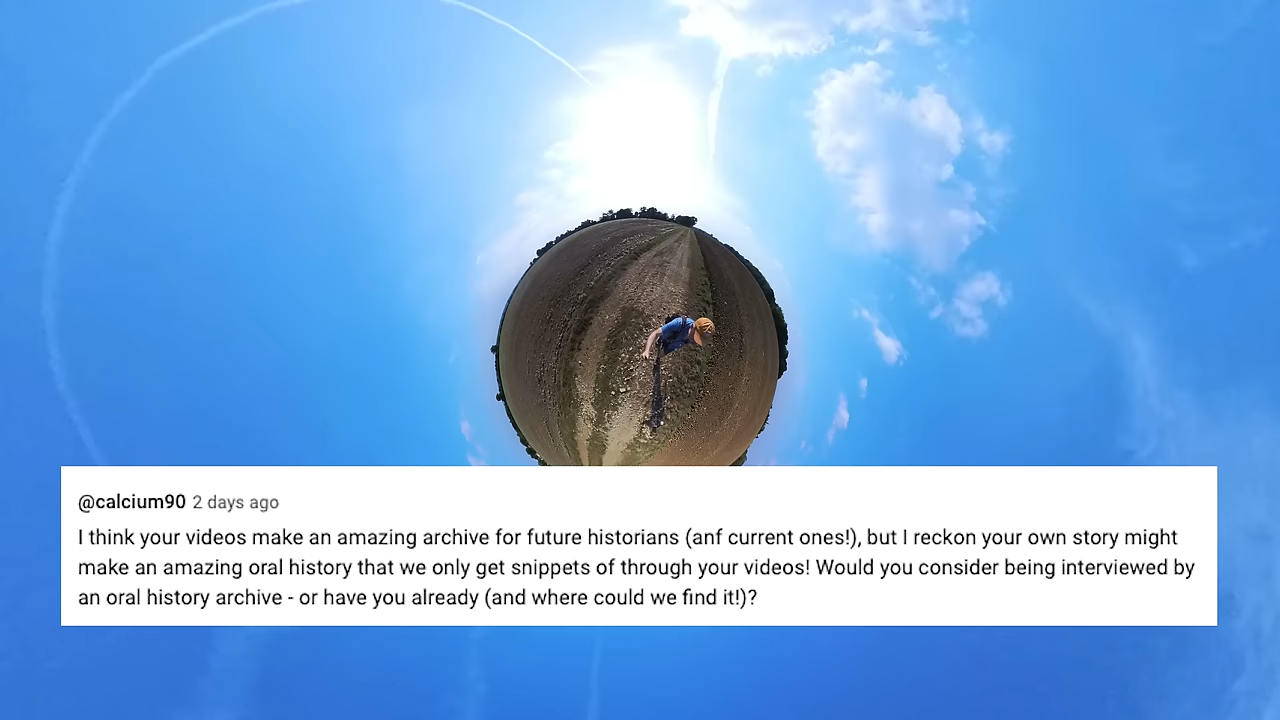 @calcium90 2 days ago
I think your videos make an amazing archive for future historians (anf current ones!), but I reckon your own story might
make an amazing oral history that we only get snippets of through your videos! Would you consider being interviewed by
an oral history archive - or have you already (and where could we find it!)?